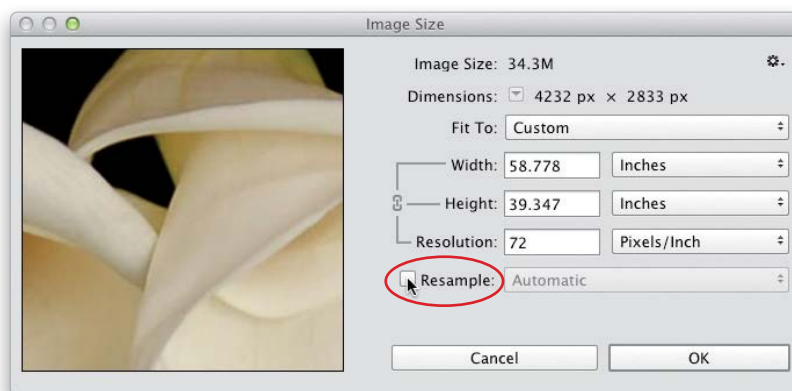 Image Size
Image Size: 34.3M
Dimensions: 4232 px × 2833 px
Fit To: Custom
Width: 58.778 Inches
Height: 39.347 Inches
Resolution: 72 Pixels/Inch
Resample: Automatic
Cancel OK